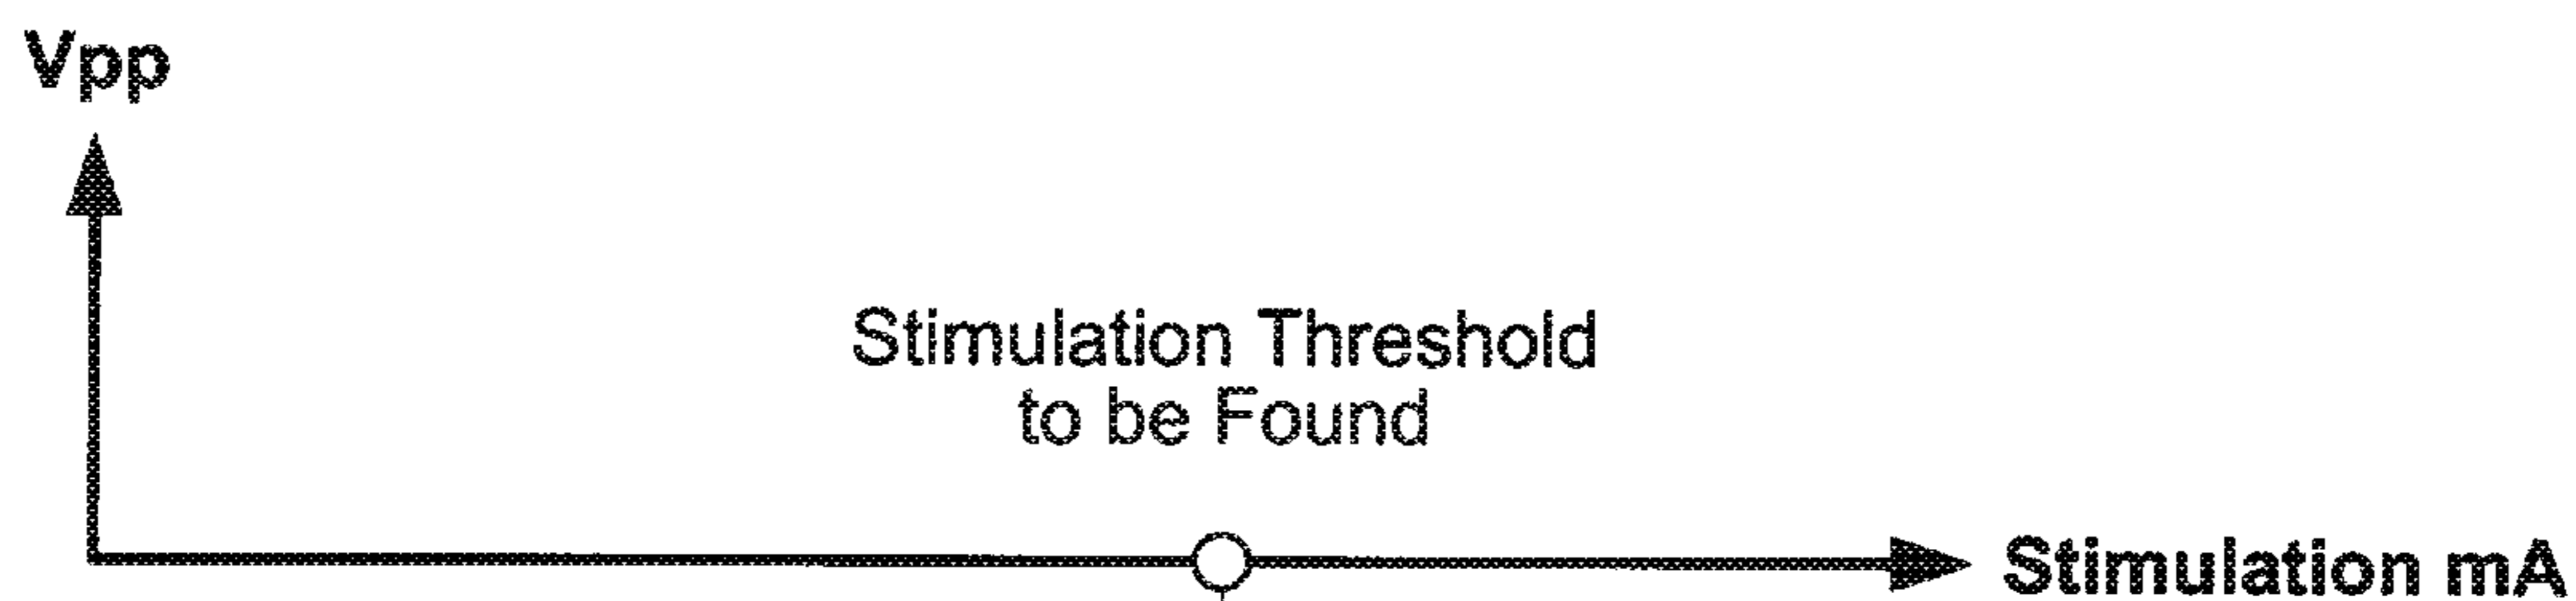 Vpp
Stimulation Threshold
to be Found
Stimulation mA